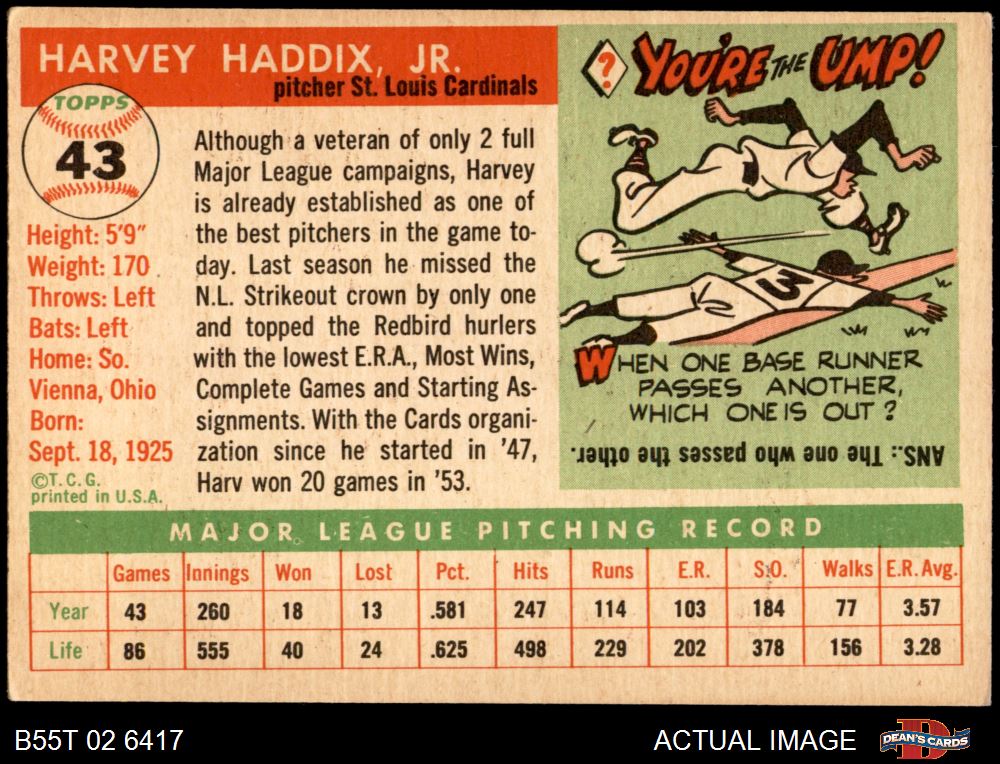 HARVEY HADDIX, JR.
pitcher St. Louis Cardinals
TOPPS
43
Height: 5'9"
Weight: 170
Throws: Left
Bats: Left
Home: So.
Vienna, Ohio
Born:
Sept. 18, 1925
©T.C.G.
printed in U.S.A.
Although a veteran of only 2 full
Major League campaigns, Harvey
is already established as one of
the best pitchers in the game to-
day. Last season he missed the
N.L. Strikeout crown by only one
and topped the Redbird hurlers
with the lowest E.R.A., Most Wins,
Complete Games and Starting As-
signments. With the Cards organi-
zation since he started in '47,
Harv won 20 games in '53.
? YOU'RE THE UMP!
3
WHEN ONE BASE RUNNER
PASSES ANOTHER,
WHICH ONE IS OUT?
ANS.: The one who passes the other.
MAJOR LEAGUE PITCHING RECORD
Games Innings Won Lost Pct. Hits Runs E.R. S.O. Walks E.R. Avg.
Year 43 260 18 13 .581 247 114 103 184 77 3.57
Life 86 555 40 24 .625 498 229 202 378 156 3.28
B55T 02 6417
ACTUAL IMAGE
D
DEAN'S CARDS